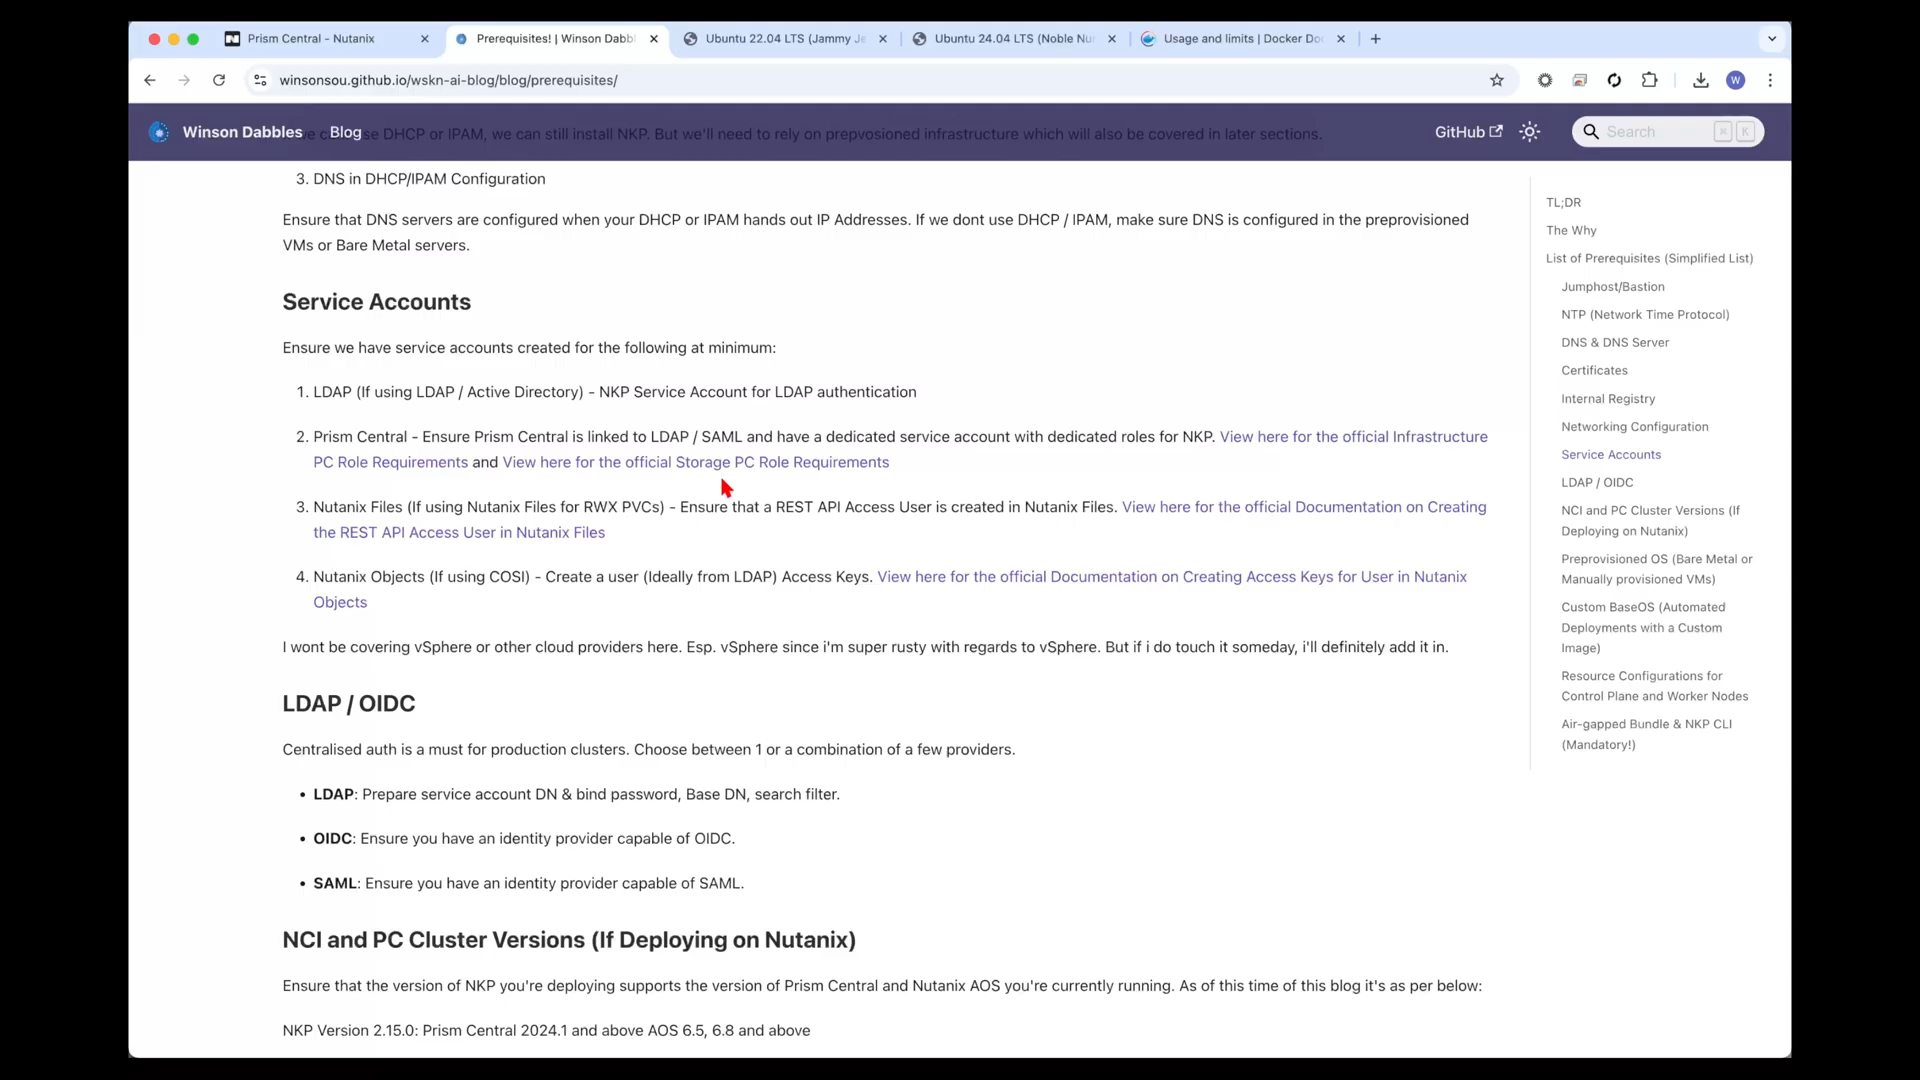 Prism Central - Nutanix
Prerequisites! | Winson Dabbl
Ubuntu 22.04 LTS (Jammy Je
Ubuntu 24.04 LTS (Noble Nu
Usage and limits | Docker Do
winsonsou.github.io/wskn-ai-blog/blog/prerequisites/
W
Winson Dabbles
Blog
GitHub
Search
K
se DHCP or IPAM, we can still install NKP. But we'll need to rely on prepvosioned infrastructure which will also be covered in later sections.
3. DNS in DHCP/IPAM Configuration
Ensure that DNS servers are configured when your DHCP or IPAM hands out IP Addresses. If we dont use DHCP / IPAM, make sure DNS is configured in the preprovisioned
VMs or Bare Metal servers.
Service Accounts
Ensure we have service accounts created for the following at minimum:
1. LDAP (If using LDAP / Active Directory) - NKP Service Account for LDAP authentication
2. Prism Central - Ensure Prism Central is linked to LDAP / SAML and have a dedicated service account with dedicated roles for NKP. View here for the official Infrastructure
PC Role Requirements and View here for the official Storage PC Role Requirements
3. Nutanix Files (If using Nutanix Files for RWX PVCs) - Ensure that a REST API Access User is created in Nutanix Files. View here for the official Documentation on Creating
the REST API Access User in Nutanix Files
4. Nutanix Objects (If using COSI) - Create a user (Ideally from LDAP) Access Keys. View here for the official Documentation on Creating Access Keys for User in Nutanix
Objects
I wont be covering vSphere or other cloud providers here. Esp. vSphere since i'm super rusty with regards to vSphere. But if i do touch it someday, i'll definitely add it in.
LDAP / OIDC
Centralised auth is a must for production clusters. Choose between 1 or a combination of a few providers.
• LDAP: Prepare service account DN & bind password, Base DN, search filter.
• OIDC: Ensure you have an identity provider capable of OIDC.
• SAML: Ensure you have an identity provider capable of SAML.
NCI and PC Cluster Versions (If Deploying on Nutanix)
Ensure that the version of NKP you're deploying supports the version of Prism Central and Nutanix AOS you're currently running. As of this time of this blog it's as per below:
NKP Version 2.15.0: Prism Central 2024.1 and above AOS 6.5, 6.8 and above
TL;DR
The Why
List of Prerequisites (Simplified List)
Jumphost/Bastion
NTP (Network Time Protocol)
DNS & DNS Server
Certificates
Internal Registry
Networking Configuration
Service Accounts
LDAP / OIDC
NCI and PC Cluster Versions (If
Deploying on Nutanix)
Preprovisioned OS (Bare Metal or
Manually provisioned VMs)
Custom BaseOS (Automated
Deployments with a Custom
Image)
Resource Configurations for
Control Plane and Worker Nodes
Air-gapped Bundle & NKP CLI
(Mandatory!)